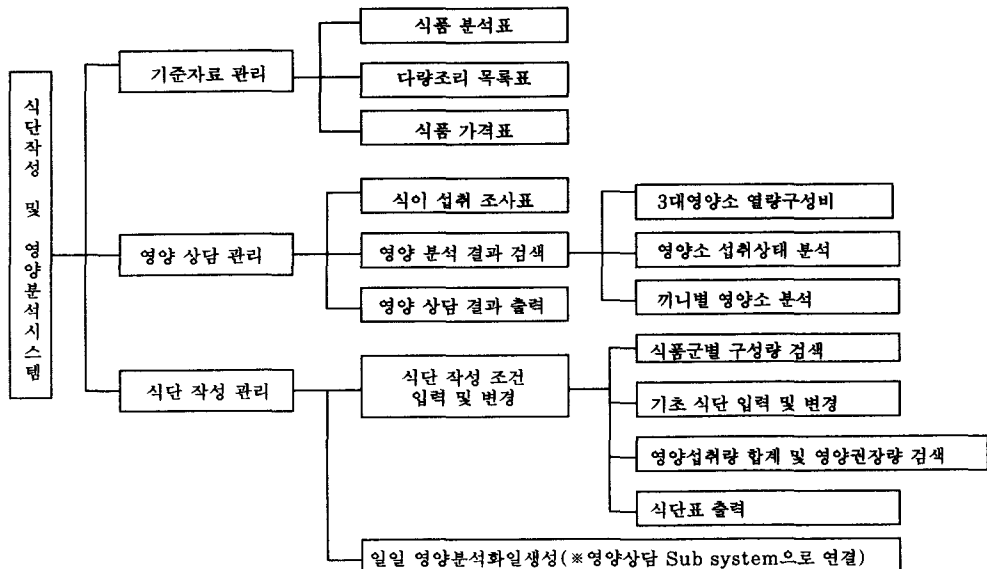 식단작성 및 영양분석시스템
기준자료 관리
식품 분석표
다량조리 목록표
식품 가격표
영양 상담 관리
식이 섭취 조사표
영양 분석 결과 검색
3대영양소 열량구성비
영양소 섭취상태 분석
끼니별 영양소 분석
영양 상담 결과 출력
식단 작성 관리
식단 작성 조건
입력 및 변경
식품군별 구성량 검색
기초 식단 입력 및 변경
영양섭취량 합계 및 영양권장량 검색
식단표 출력
일일 영양분석화일생성(※영양상담 Sub system으로 연결)